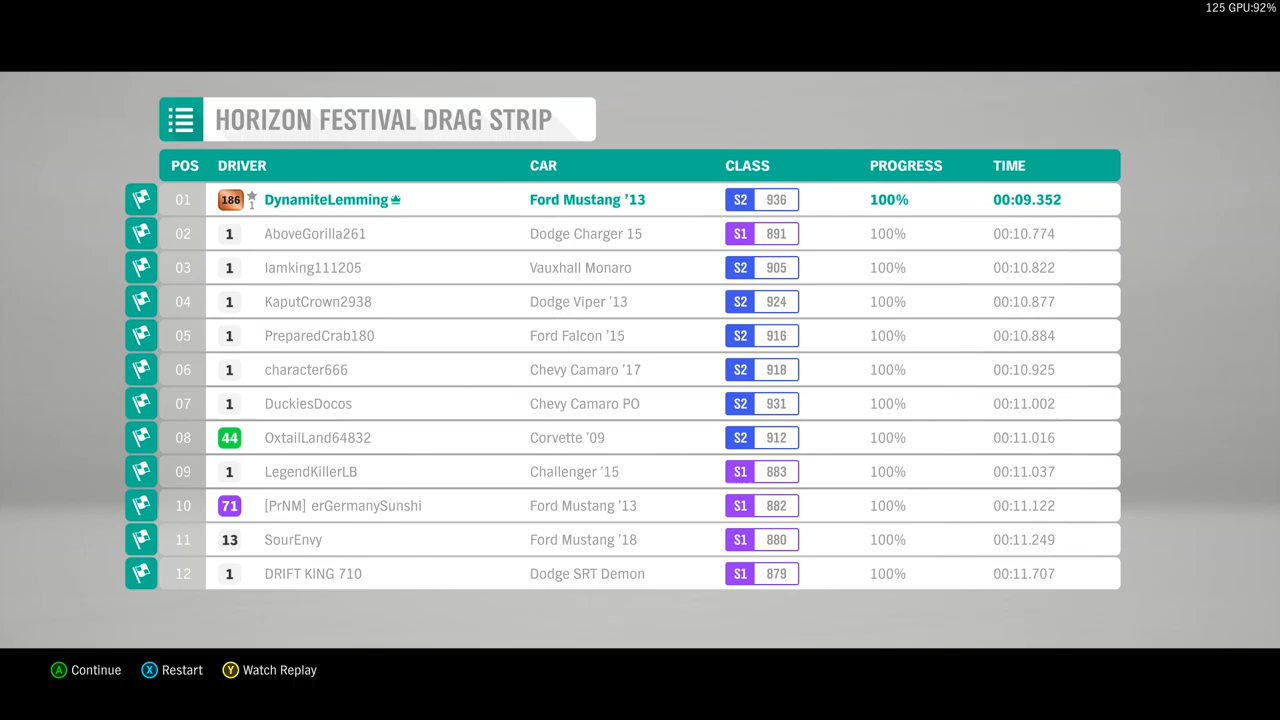 125 GPU:92%
HORIZON FESTIVAL DRAG STRIP
POS DRIVER CAR CLASS PROGRESS TIME
01 186 1 DynamiteLemming Ford Mustang '13 S2 936 100% 00:09.352
02 1 AboveGorilla261 Dodge Charger 15 S1 891 100% 00:10.774
03 1 Iamking111205 Vauxhall Monaro S2 905 100% 00:10.822
04 1 KaputCrown2938 Dodge Viper '13 S2 924 100% 00:10.877
05 1 PreparedCrab180 Ford Falcon '15 S2 916 100% 00:10.884
06 1 character666 Chevy Camaro '17 S2 918 100% 00:10.925
07 1 DuckiesDocos Chevy Camaro PO S2 931 100% 00:11.002
08 44 OxtailLand64832 Corvette '09 S2 912 100% 00:11.016
09 1 LegendKillerLB Challenger '15 S1 883 100% 00:11.037
10 71 [PrNM] erGermanySunshi Ford Mustang '13 S1 882 100% 00:11.122
11 13 SourEnvy Ford Mustang '18 S1 880 100% 00:11.249
12 1 DRIFT KING 710 Dodge SRT Demon S1 879 100% 00:11.707
A Continue X Restart Y Watch Replay